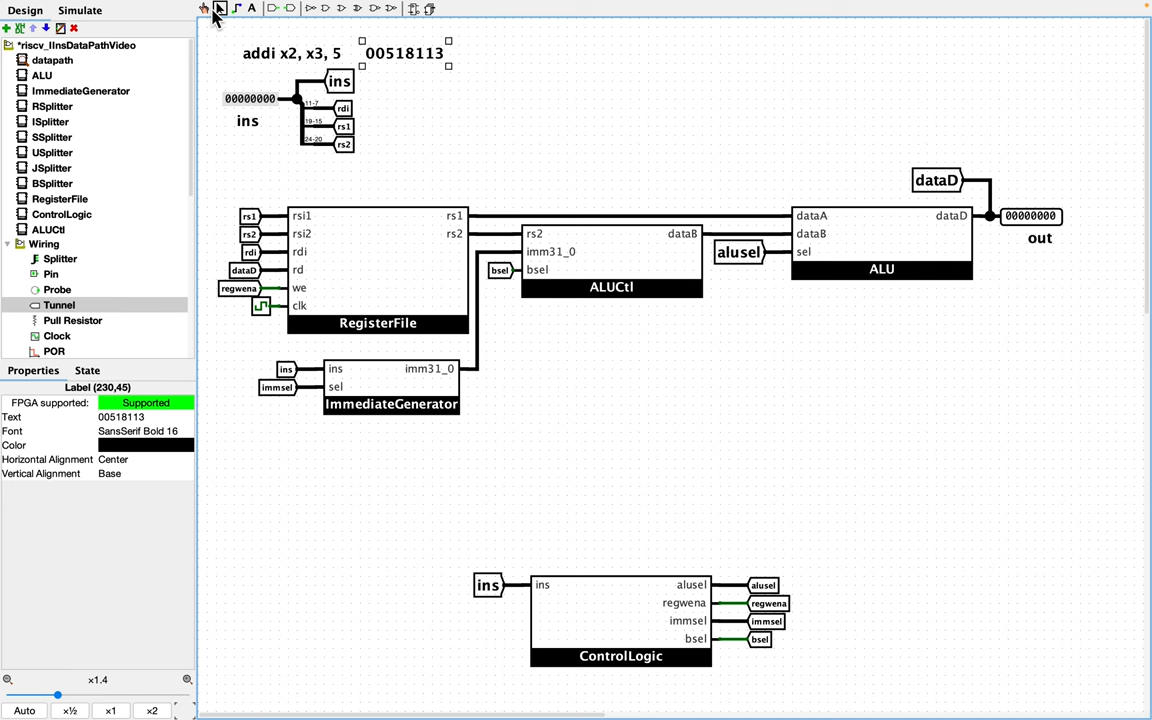 Design Simulate
A
*riscv_IInsDataPathVideo
datapath
ALU
ImmediateGenerator
RSplitter
ISplitter
SSplitter
USplitter
JSplitter
BSplitter
RegisterFile
ControlLogic
ALUCtl
Wiring
Splitter
Pin
Probe
Tunnel
Pull Resistor
Clock
POR
Properties State
Label (230,45)
FPGA supported: Supported
Text 00518113
Font SansSerif Bold 16
Color
Horizontal Alignment Center
Vertical Alignment Base
×1.4
Auto ×½ ×1 ×2
addi x2, x3, 5 00518113
ins
00000000
11-7 rdi
ins
19-15 rs1
24-20 rs2
dataD
rs1 rsi1 rs1
rs2 rsi2 rs2
rdi rdi
dataD rd
regwena we
clk
RegisterFile
rs2 dataB
imm31_0
bsel bsel
ALUCtl
dataA dataD 00000000
dataB
alusel sel
out
ALU
ins ins imm31_0
immsel sel
ImmediateGenerator
ins ins alusel alusel
regwena regwena
immsel immsel
bsel bsel
ControlLogic